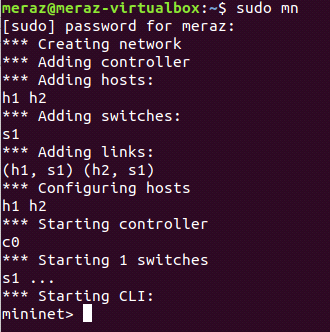 meraz@meraz-virtualbox:~$ sudo mn
[sudo] password for meraz:
*** Creating network
*** Adding controller
*** Adding hosts:
h1 h2
*** Adding switches:
s1
*** Adding links:
(h1, s1) (h2, s1)
*** Configuring hosts
h1 h2
*** Starting controller
c0
*** Starting 1 switches
s1 ...
*** Starting CLI:
mininet>